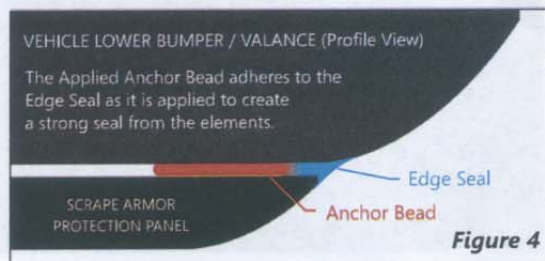 VEHICLE LOWER BUMPER / VALANCE (Profile View)
The Applied Anchor Bead adheres to the
Edge Seal as it is applied to create
a strong seal from the elements.
Edge Seal
SCRAPE ARMOR
PROTECTION PANEL
Anchor Bead
Figure 4